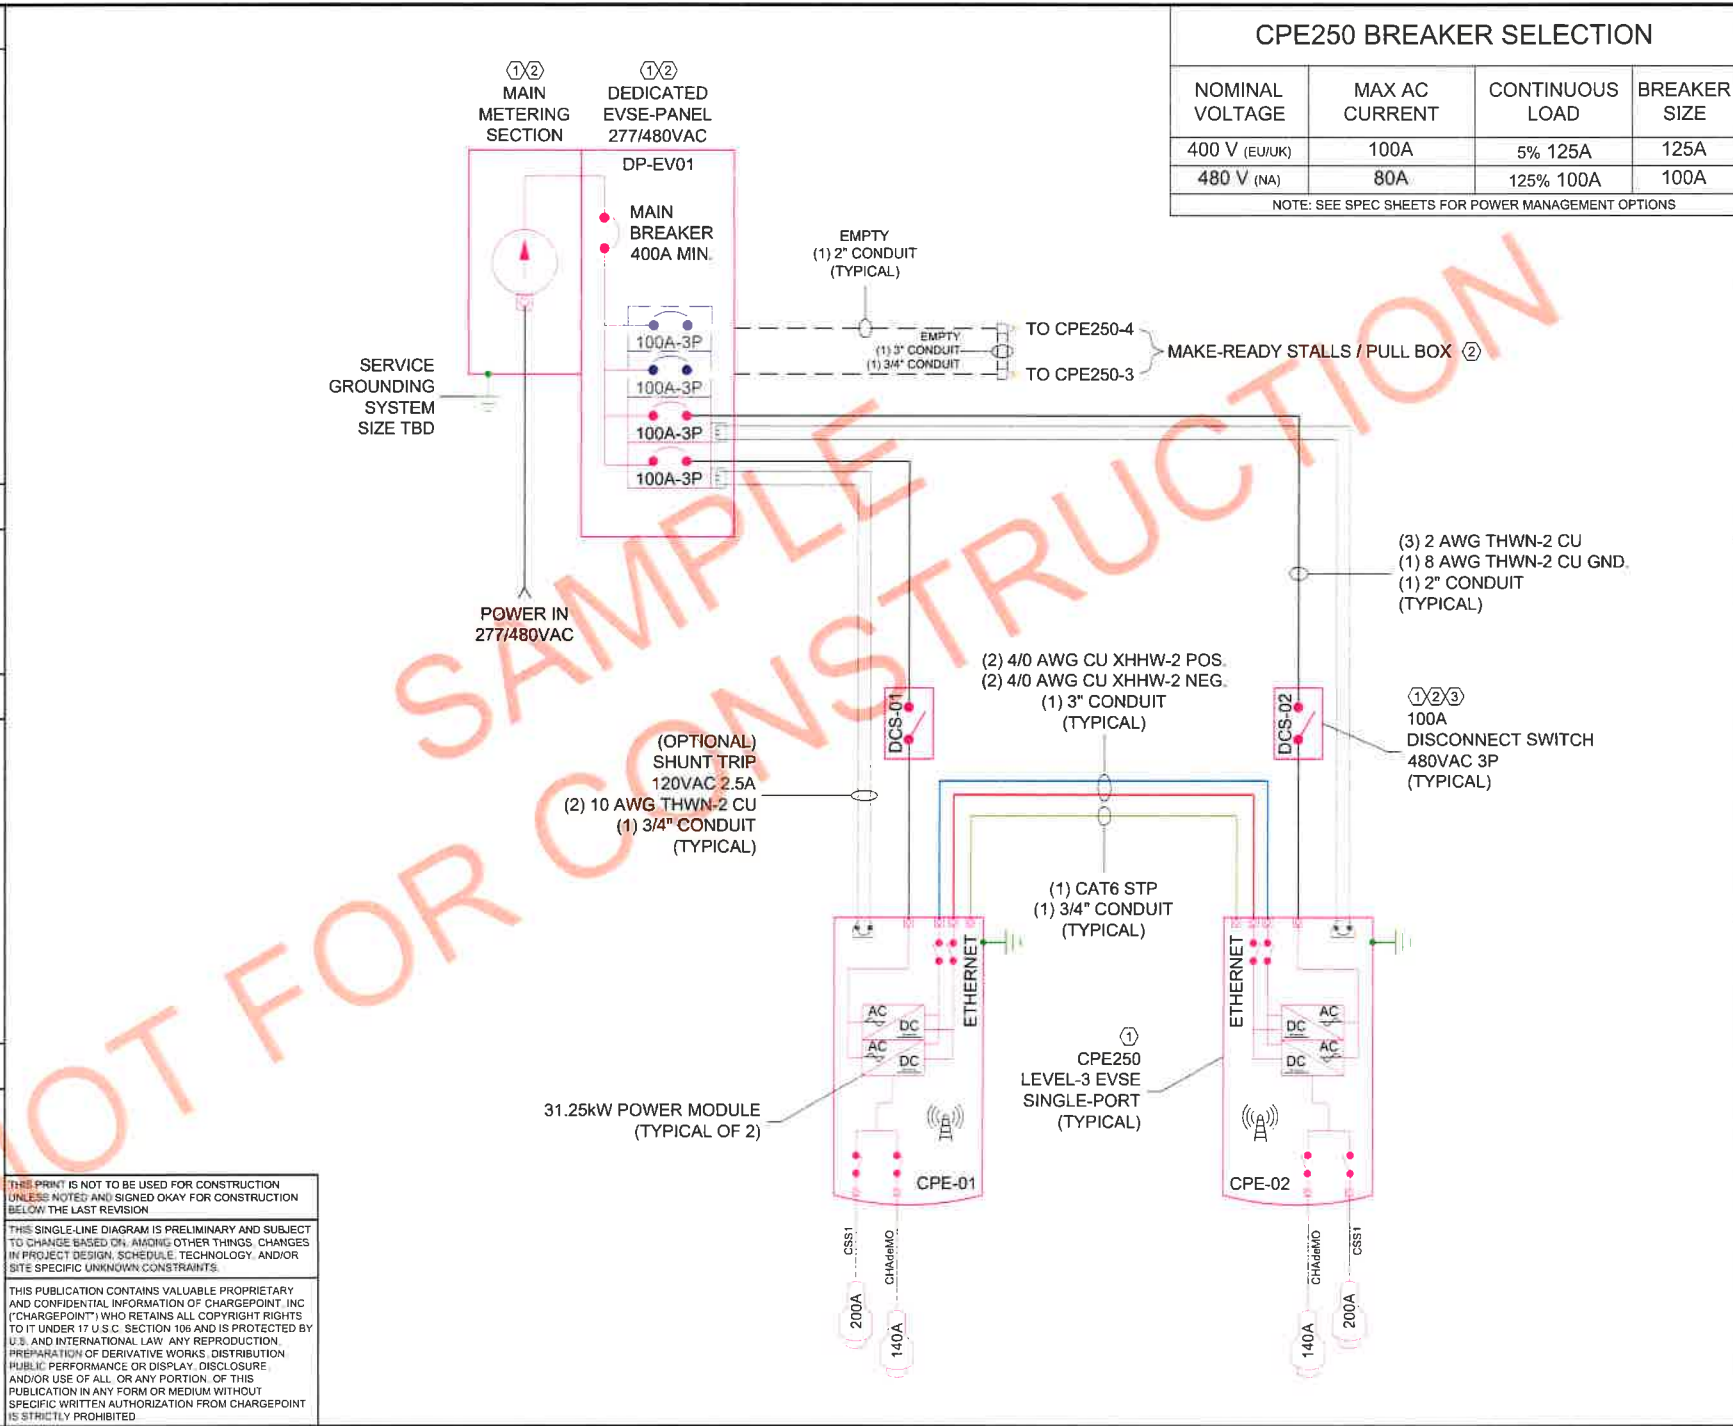 CPE250 BREAKER SELECTION
NOMINAL VOLTAGE
MAX AC CURRENT
CONTINUOUS LOAD
BREAKER SIZE
400 V (EU/UK)
100A
5% 125A
125A
480 V (NA)
80A
125% 100A
100A
NOTE: SEE SPEC SHEETS FOR POWER MANAGEMENT OPTIONS
1 2
MAIN
METERING
SECTION
1 2
DEDICATED
EVSE-PANEL
277/480VAC
DP-EV01
MAIN
BREAKER
400A MIN.
100A-3P
100A-3P
100A-3P
100A-3P
SERVICE
GROUNDING
SYSTEM
SIZE TBD
POWER IN
277/480VAC
EMPTY
(1) 2" CONDUIT
(TYPICAL)
EMPTY
(1) 3" CONDUIT
(1) 3/4" CONDUIT
TO CPE250-4
TO CPE250-3
MAKE-READY STALLS / PULL BOX 2
(3) 2 AWG THWN-2 CU
(1) 8 AWG THWN-2 CU GND.
(1) 2" CONDUIT
(TYPICAL)
(2) 4/0 AWG CU XHHW-2 POS.
(2) 4/0 AWG CU XHHW-2 NEG.
(1) 3" CONDUIT
(TYPICAL)
DCS-01
DCS-02
1 2 3
100A
DISCONNECT SWITCH
480VAC 3P
(TYPICAL)
(OPTIONAL)
SHUNT TRIP
120VAC 2.5A
(2) 10 AWG THWN-2 CU
(1) 3/4" CONDUIT
(TYPICAL)
(1) CAT6 STP
(1) 3/4" CONDUIT
(TYPICAL)
ETHERNET
ETHERNET
AC
DC
AC
DC
AC
DC
AC
DC
1
CPE250
LEVEL-3 EVSE
SINGLE-PORT
(TYPICAL)
31.25kW POWER MODULE
(TYPICAL OF 2)
CPE-01
CPE-02
CSS1
CHAdeMO
CHAdeMO
CSS1
200A
140A
140A
200A
SAMPLE
NOT FOR CONSTRUCTION
THIS PRINT IS NOT TO BE USED FOR CONSTRUCTION
UNLESS NOTED AND SIGNED OKAY FOR CONSTRUCTION
BELOW THE LAST REVISION
THIS SINGLE-LINE DIAGRAM IS PRELIMINARY AND SUBJECT
TO CHANGE BASED ON, AMONG OTHER THINGS, CHANGES
IN PROJECT DESIGN, SCHEDULE, TECHNOLOGY, AND/OR
SITE SPECIFIC UNKNOWN CONSTRAINTS.
THIS PUBLICATION CONTAINS VALUABLE PROPRIETARY
AND CONFIDENTIAL INFORMATION OF CHARGEPOINT, INC
("CHARGEPOINT") WHO RETAINS ALL COPYRIGHT RIGHTS
TO IT UNDER 17 U.S.C. SECTION 106 AND IS PROTECTED BY
U.S. AND INTERNATIONAL LAW. ANY REPRODUCTION,
PREPARATION OF DERIVATIVE WORKS, DISTRIBUTION
PUBLIC PERFORMANCE OR DISPLAY, DISCLOSURE,
AND/OR USE OF ALL, OR ANY PORTION, OF THIS
PUBLICATION IN ANY FORM OR MEDIUM WITHOUT
SPECIFIC WRITTEN AUTHORIZATION FROM CHARGEPOINT
IS STRICTLY PROHIBITED